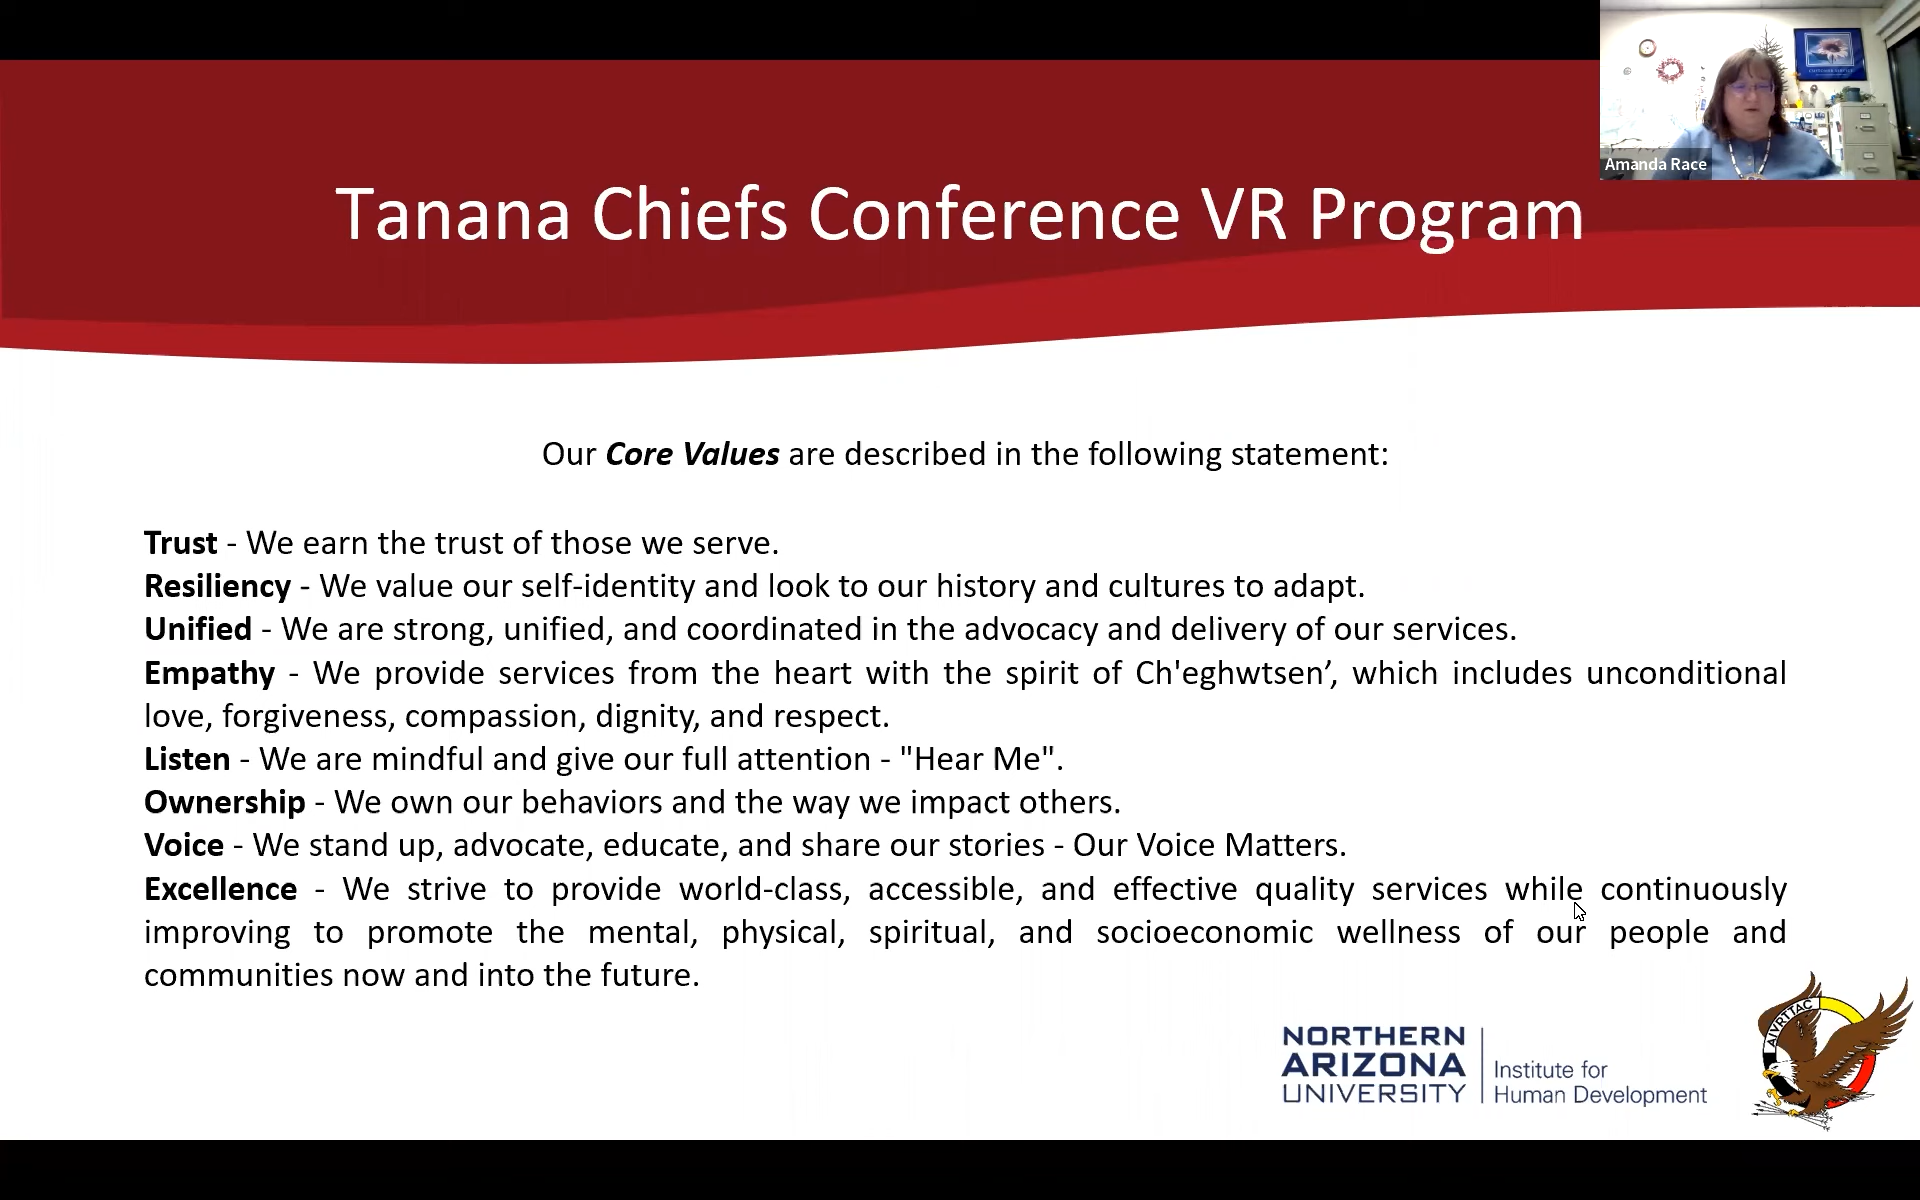 Amanda Race
Tanana Chiefs Conference VR Program
Our Core Values are described in the following statement:
Trust - We earn the trust of those we serve.
Resiliency - We value our self-identity and look to our history and cultures to adapt.
Unified - We are strong, unified, and coordinated in the advocacy and delivery of our services.
Empathy - We provide services from the heart with the spirit of Ch'eghwtsen’, which includes unconditional
love, forgiveness, compassion, dignity, and respect.
Listen - We are mindful and give our full attention - "Hear Me".
Ownership - We own our behaviors and the way we impact others.
Voice - We stand up, advocate, educate, and share our stories - Our Voice Matters.
Excellence - We strive to provide world-class, accessible, and effective quality services while continuously
improving to promote the mental, physical, spiritual, and socioeconomic wellness of our people and
communities now and into the future.
NORTHERN
ARIZONA
UNIVERSITY
Institute for
Human Development
AIVRTTAC